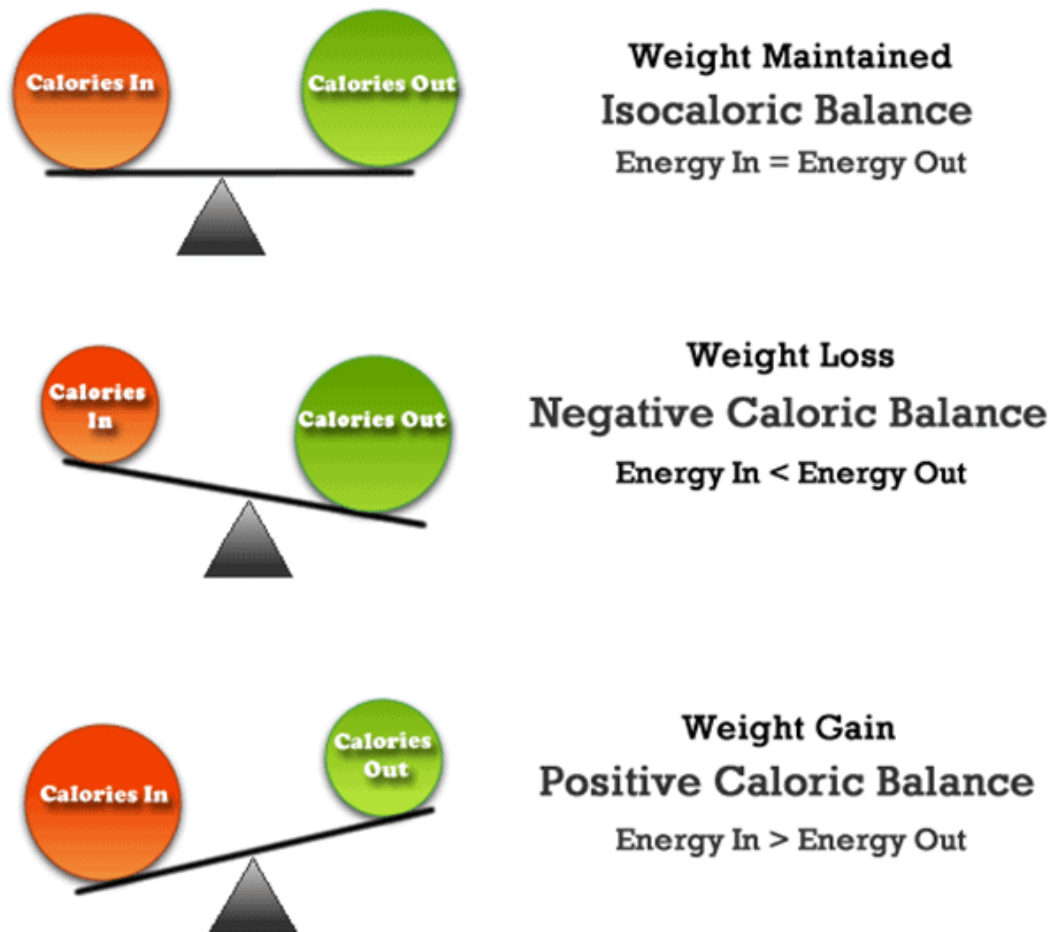 Calories In
Calories Out
Weight Maintained
Isocaloric Balance
Energy In = Energy Out
Calories
In
Calories Out
Weight Loss
Negative Caloric Balance
Energy In < Energy Out
Calories In
Calories
Out
Weight Gain
Positive Caloric Balance
Energy In > Energy Out